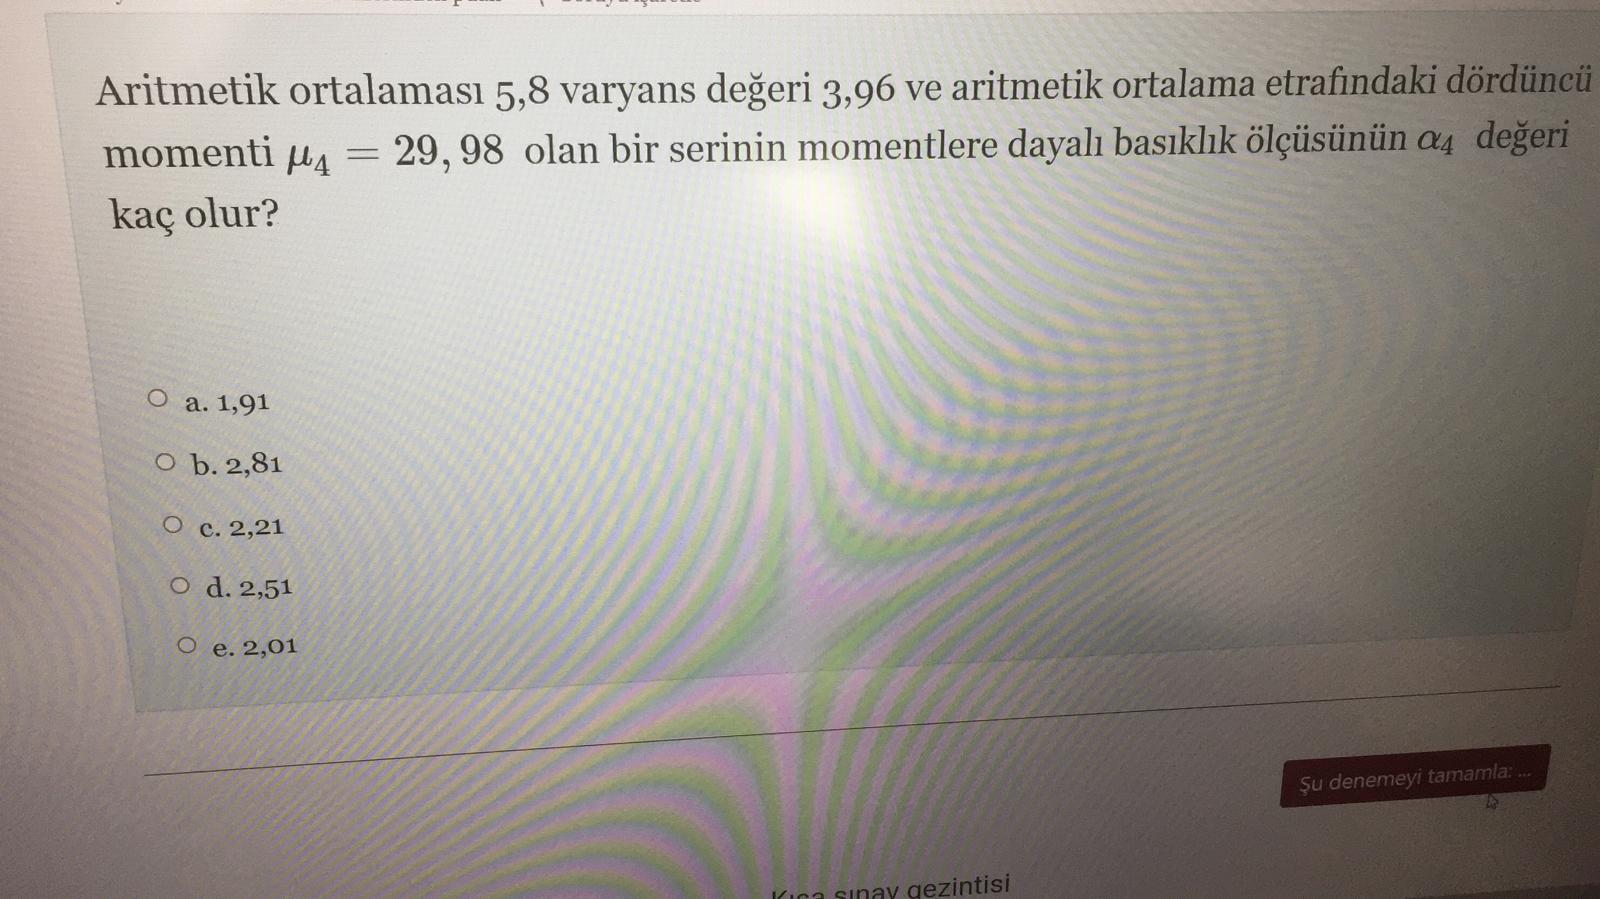 Aritmetik ortalaması 5,8 varyans değeri 3,96 ve aritmetik ortalama etrafındaki dördüncü
momenti μ₄ = 29, 98 olan bir serinin momentlere dayalı basıklık ölçüsünün α₄ değeri
kaç olur?
a. 1,91
b. 2,81
c. 2,21
d. 2,51
e. 2,01
Şu denemeyi tamamla: ...
Kısa sınav gezintisi